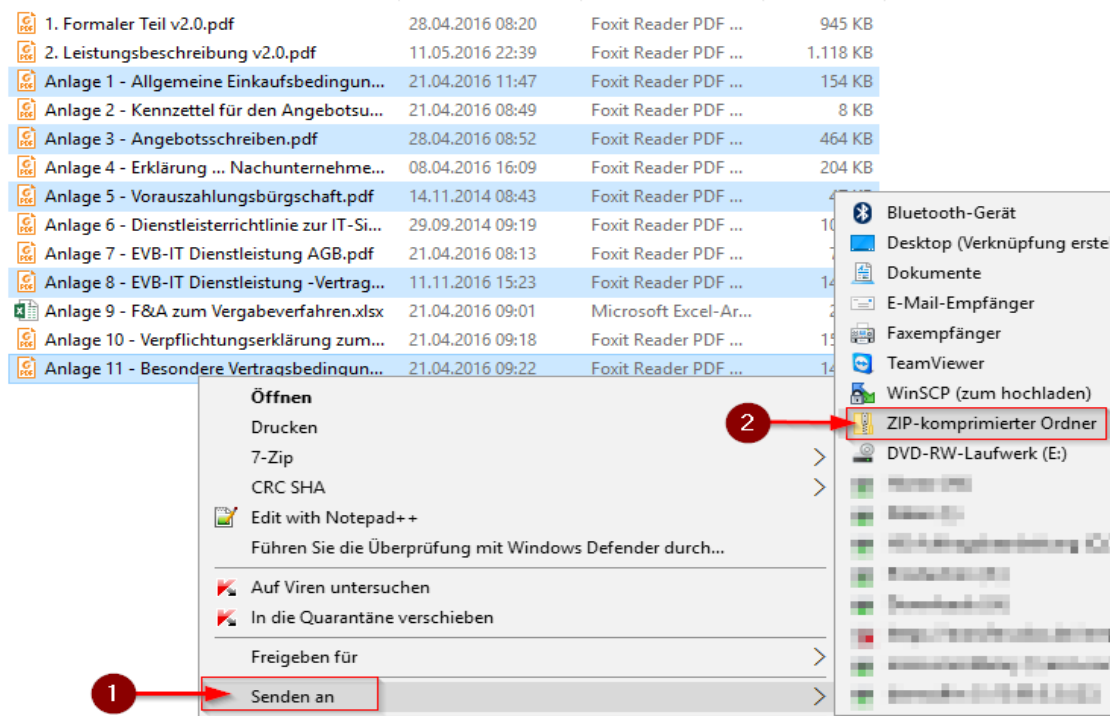 1. Formaler Teil v2.0.pdf 28.04.2016 08:20 Foxit Reader PDF ... 945 KB
2. Leistungsbeschreibung v2.0.pdf 11.05.2016 22:39 Foxit Reader PDF ... 1.118 KB
Anlage 1 - Allgemeine Einkaufsbedingun... 21.04.2016 11:47 Foxit Reader PDF ... 154 KB
Anlage 2 - Kennzettel für den Angebotsu... 21.04.2016 08:49 Foxit Reader PDF ... 8 KB
Anlage 3 - Angebotsschreiben.pdf 28.04.2016 08:52 Foxit Reader PDF ... 464 KB
Anlage 4 - Erklärung ... Nachunternehme... 08.04.2016 16:09 Foxit Reader PDF ... 204 KB
Anlage 5 - Vorauszahlungsbürgschaft.pdf 14.11.2014 08:43 Foxit Reader PDF ...
Anlage 6 - Dienstleisterrichtlinie zur IT-Si... 29.09.2014 09:19 Foxit Reader PDF ...
Anlage 7 - EVB-IT Dienstleistung AGB.pdf 21.04.2016 08:13 Foxit Reader PDF ...
Anlage 8 - EVB-IT Dienstleistung -Vertrag... 11.11.2016 15:23 Foxit Reader PDF ...
Anlage 9 - F&A zum Vergabeverfahren.xlsx 21.04.2016 09:01 Microsoft Excel-Ar...
Anlage 10 - Verpflichtungserklärung zum... 21.04.2016 09:18 Foxit Reader PDF ...
Anlage 11 - Besondere Vertragsbedingun... 21.04.2016 09:22 Foxit Reader PDF ...
Öffnen
Drucken
7-Zip
CRC SHA
Edit with Notepad++
Führen Sie die Überprüfung mit Windows Defender durch...
Auf Viren untersuchen
In die Quarantäne verschieben
Freigeben für
1 Senden an
Bluetooth-Gerät
Desktop (Verknüpfung erstel
Dokumente
E-Mail-Empfänger
Faxempfänger
TeamViewer
WinSCP (zum hochladen)
2 ZIP-komprimierter Ordner
DVD-RW-Laufwerk (E:)